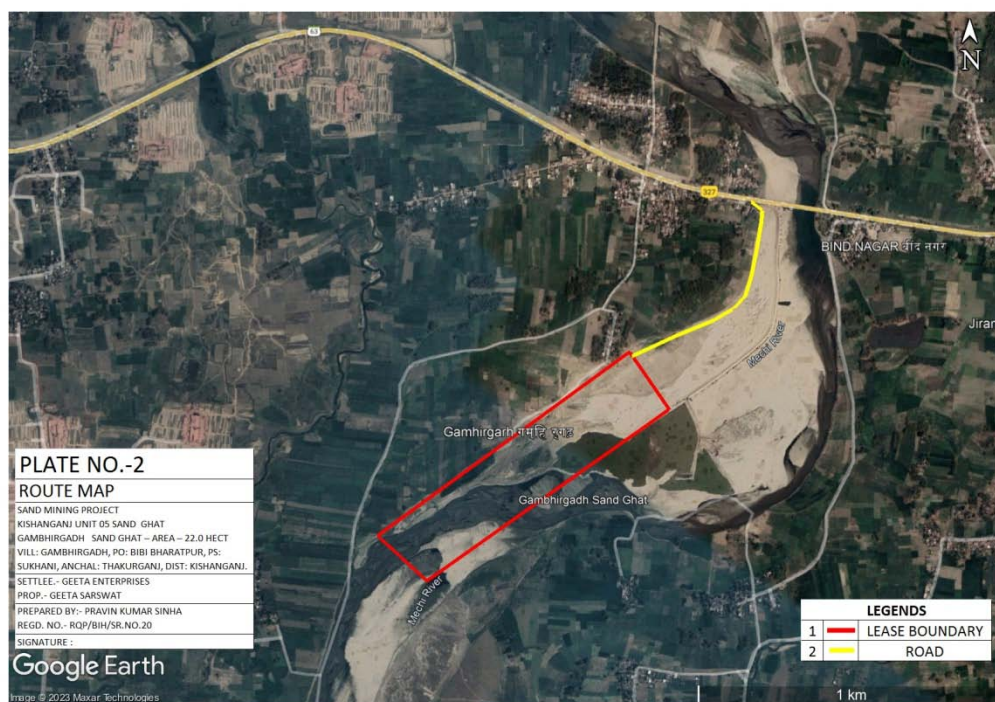 63
N
327
BIND NAGAR बींद नगर
Jiran
Mechi River
Gamhirgarh
Gambhirgadh Sand Ghat
Mechi River
PLATE NO.-2
ROUTE MAP
SAND MINING PROJECT
KISHANGANJ UNIT 05 SAND GHAT
GAMBHIRGADH SAND GHAT – AREA – 22.0 HECT
VILL: GAMBHIRGADH, PO: BIBI BHARATPUR, PS:
SUKHANI, ANCHAL: THAKURGANJ, DIST: KISHANGANJ.
SETTLEE.- GEETA ENTERPRISES
PROP.- GEETA SARSWAT
PREPARED BY:- PRAVIN KUMAR SINHA
REGD. NO.- RQP/BIH/SR.NO.20
SIGNATURE :
LEGENDS
1 LEASE BOUNDARY
2 ROAD
Google Earth
Image © 2023 Maxar Technologies
1 km